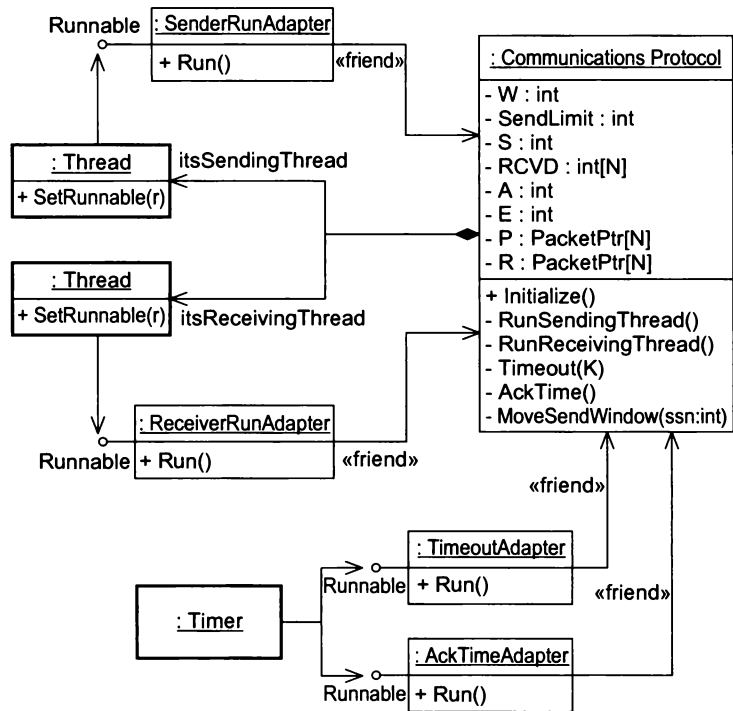 Runnable
: SenderRunAdapter
+ Run()
«friend»
: Communications Protocol
- W : int
- SendLimit : int
- S : int
- RCVD : int[N]
- A : int
- E : int
- P : PacketPtr[N]
- R : PacketPtr[N]
+ Initialize()
- RunSendingThread()
- RunReceivingThread()
- Timeout(K)
- AckTime()
- MoveSendWindow(ssn:int)
: Thread
+ SetRunnable(r)
itsSendingThread
: Thread
+ SetRunnable(r)
itsReceivingThread
: ReceiverRunAdapter
Runnable
+ Run()
«friend»
«friend»
: TimeoutAdapter
Runnable
+ Run()
«friend»
: Timer
: AckTimeAdapter
Runnable
+ Run()